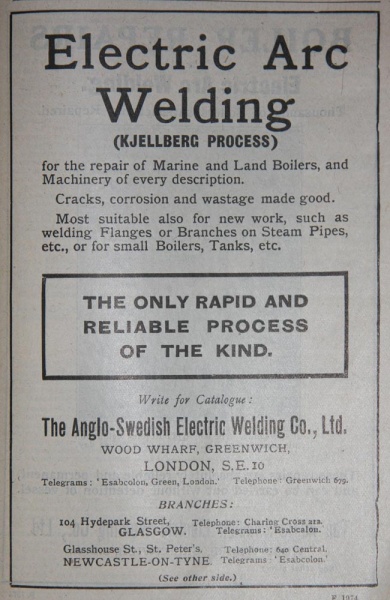 Electric Arc
Welding
(KJELLBERG PROCESS)
for the repair of Marine and Land Boilers, and
Machinery of every description.
Cracks, corrosion and wastage made good.
Most suitable also for new work, such as
welding Flanges or Branches on Steam Pipes,
etc., or for small Boilers, Tanks, etc.
THE ONLY RAPID AND
RELIABLE PROCESS
OF THE KIND.
Write for Catalogue:
The Anglo-Swedish Electric Welding Co., Ltd.
WOOD WHARF, GREENWICH,
LONDON, S.E. 10
Telegrams: 'Esabcolon, Green, London.' Telephone: Greenwich 679.
BRANCHES:
104 Hydepark Street, Telephone: Charing Cross
GLASGOW. Telegrams: 'Esabcolon.'
Glasshouse St., St. Peter's, Telephone: 640 Central.
NEWCASTLE-ON-TYNE. Telegrams: 'Esabcolon.'
(See other side.)
F 1974